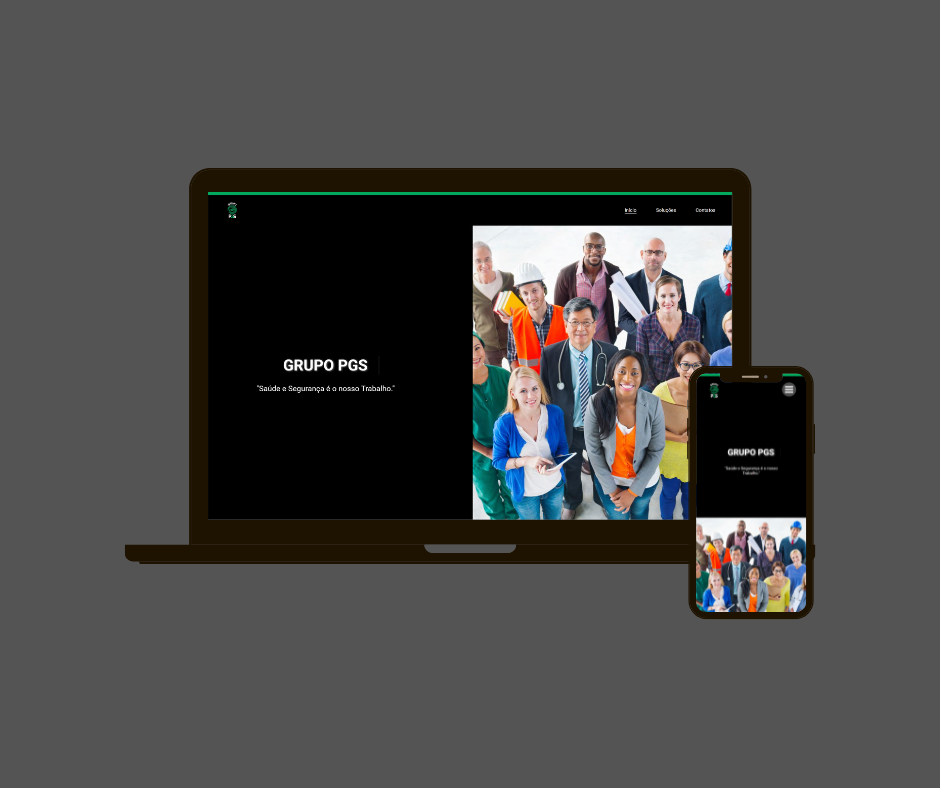 Início Soluções Contatos
GRUPO PGS
"Saúde e Segurança é o nosso Trabalho."
GRUPO PGS
"Saúde e Segurança é o nosso
Trabalho."